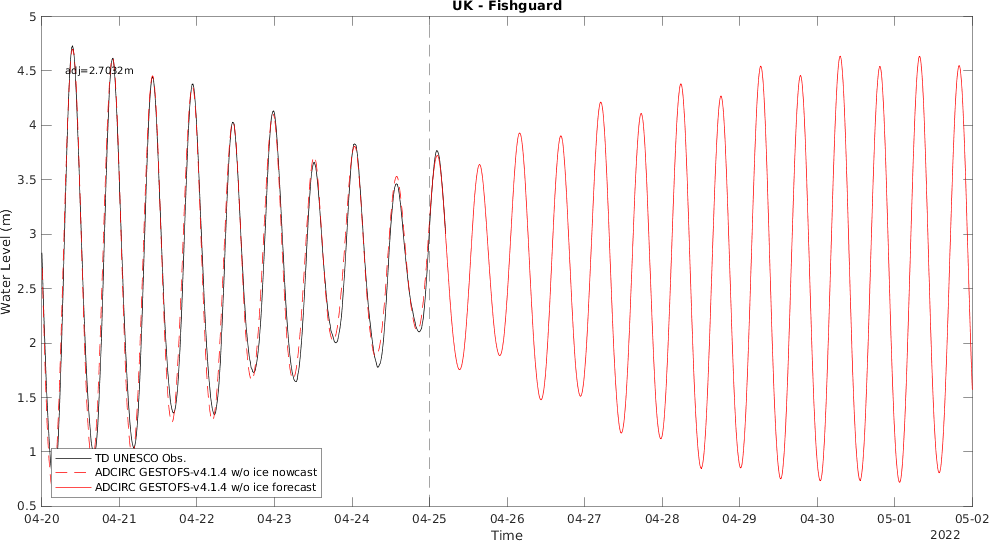 UK - Fishguard
5
4.5
4
3.5
3
2.5
2
1.5
1
0.5
Water Level (m)
adj=2.7032m
TD UNESCO Obs.
ADCIRC GESTOFS-v4.1.4 w/o ice nowcast
ADCIRC GESTOFS-v4.1.4 w/o ice forecast
04-20 04-21 04-22 04-23 04-24 04-25 04-26 04-27 04-28 04-29 04-30 05-01 05-02
Time
2022